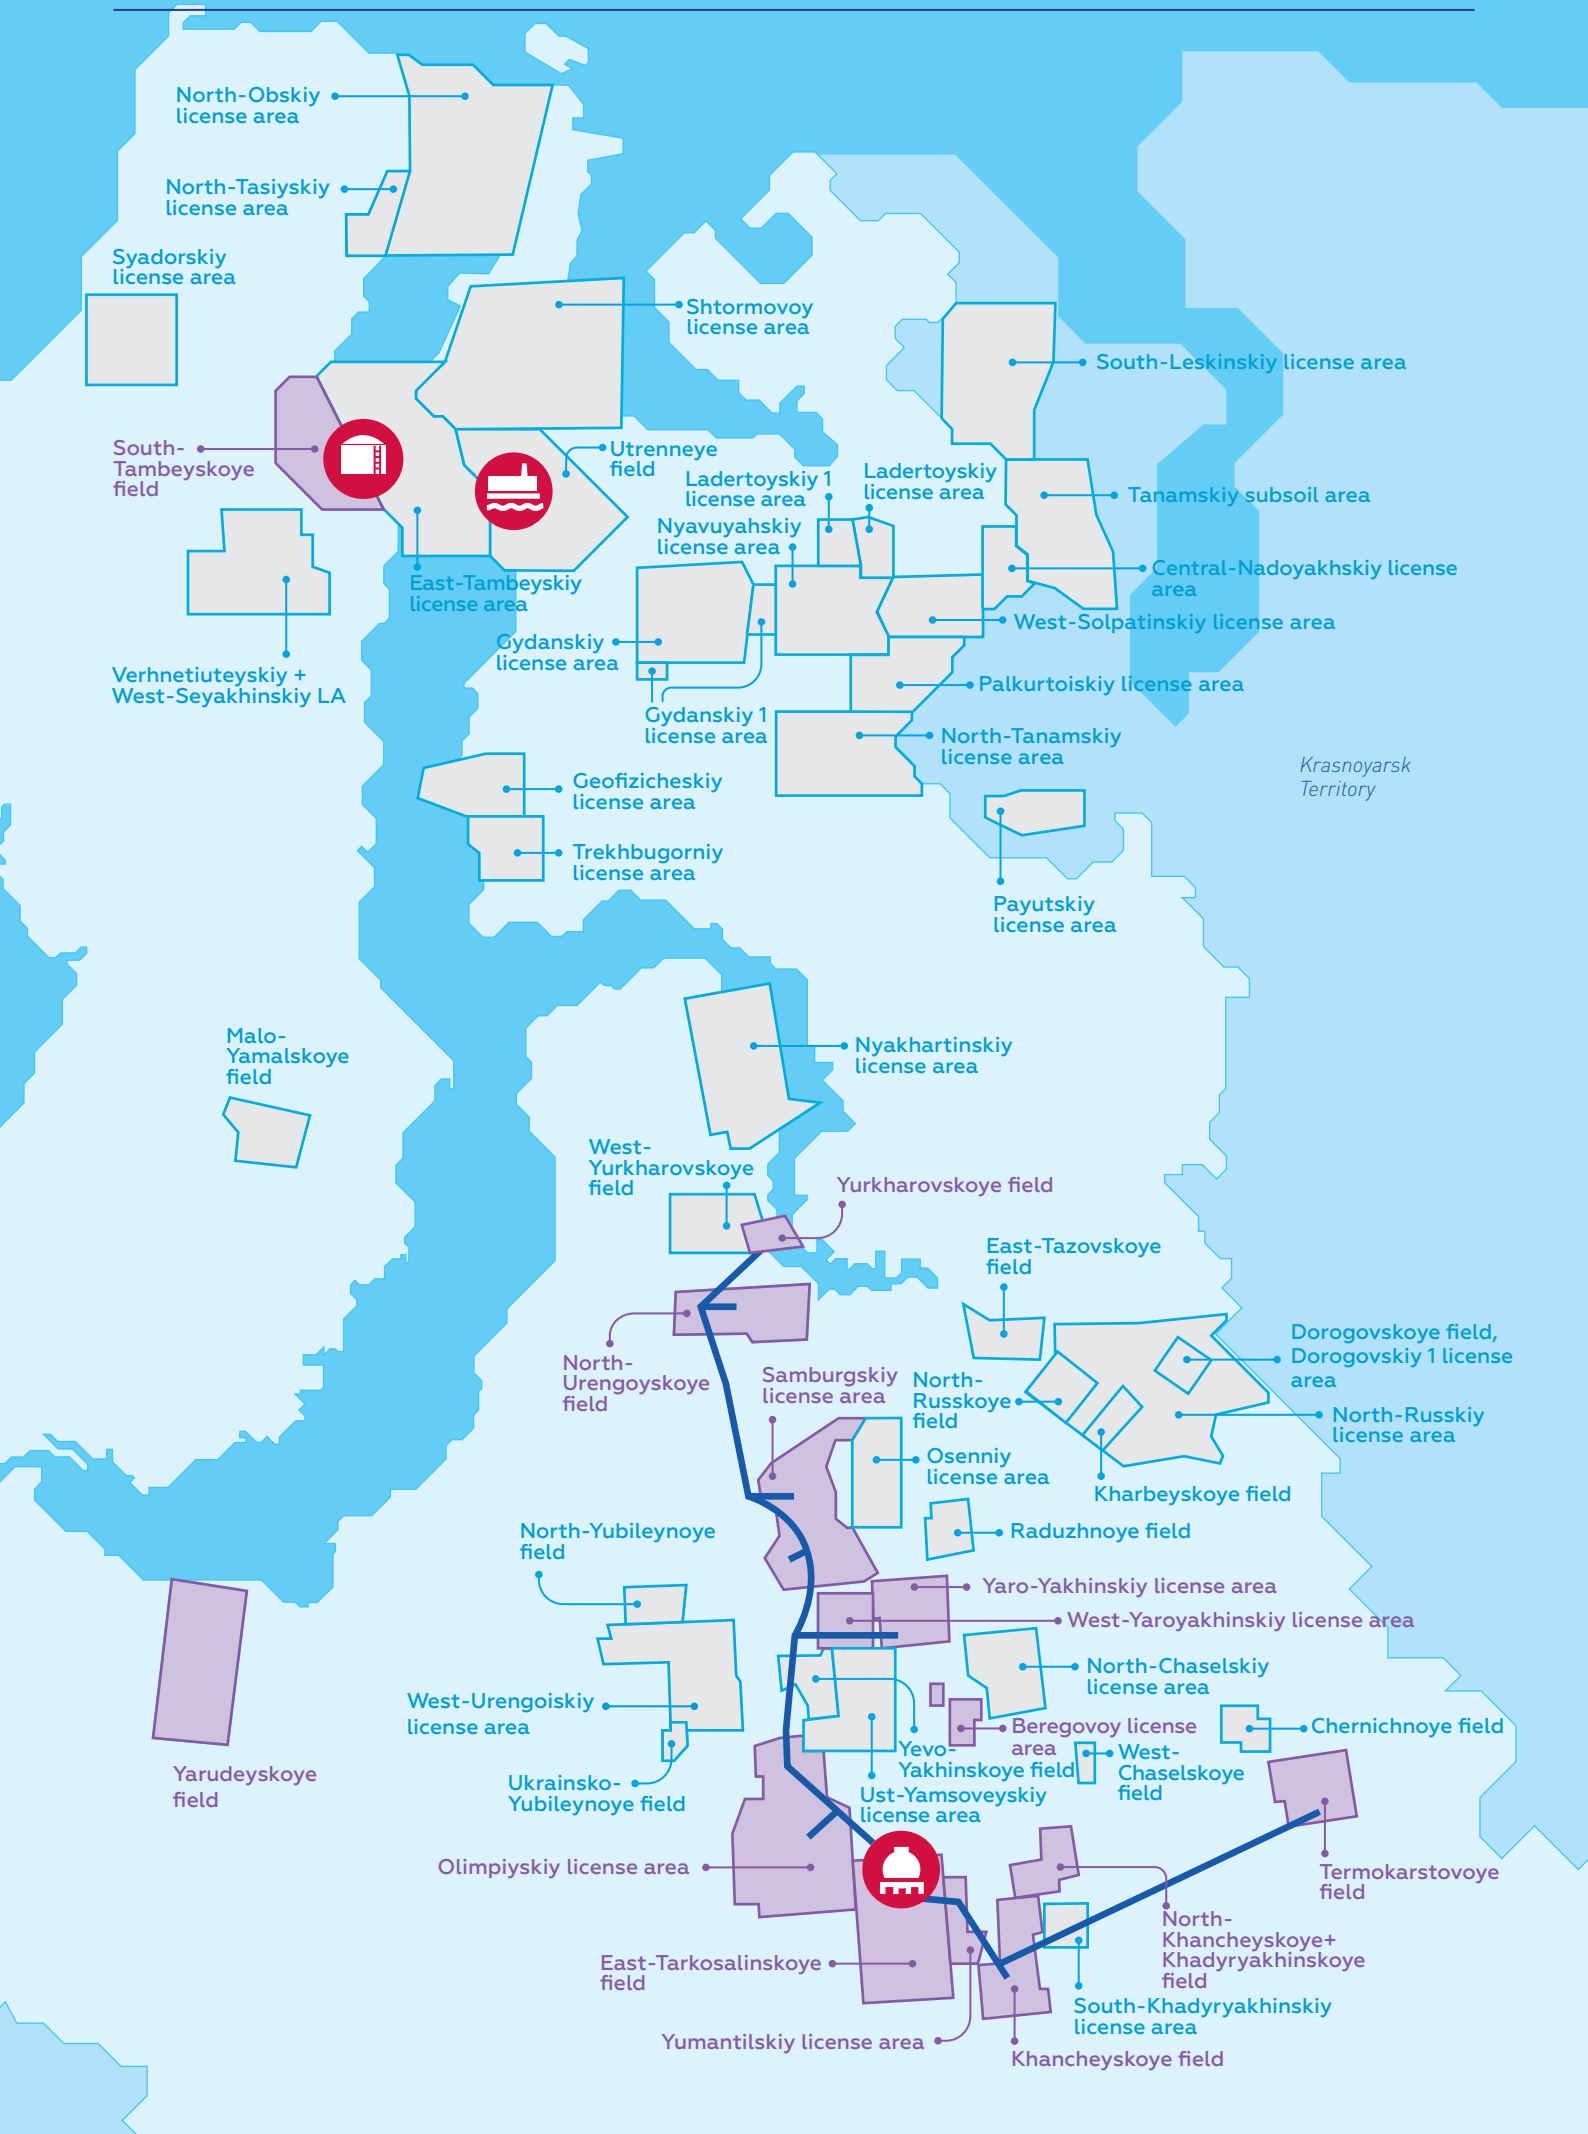 North-Obskiy
license area
North-Tasiyskiy
license area
Syadorskiy
license area
Shtormovoy
license area
South-Leskinskiy license area
South-
Tambeyskoye
field
Utrenneye
field
Ladertoyskiy 1
license area
Ladertoyskiy
license area
Tanamskiy subsoil area
Nyavuyahskiy
license area
East-Tambeyskiy
license area
Central-Nadoyakhskiy license
area
West-Solpatinskiy license area
Gydanskiy
license area
Verhnetiuteyskiy +
West-Seyakhinskiy LA
Palkurtoiskiy license area
Gydanskiy 1
license area
North-Tanamskiy
license area
Krasnoyarsk
Territory
Geofizicheskiy
license area
Trekhbugorniy
license area
Payutskiy
license area
Malo-
Yamalskoye
field
Nyakhartinskiy
license area
West-
Yurkharovskoye
field
Yurkharovskoye field
East-Tazovskoye
field
Dorogovskoye field,
Dorogovskiy 1 license
area
North-
Urengoyskoye
field
Samburgskiy
license area
North-
Russkoye
field
North-Russkiy
license area
Osenniy
license area
Kharbeyskoye field
North-Yubileynoye
field
Raduzhnoye field
Yaro-Yakhinskiy license area
West-Yaroyakhinskiy license area
North-Chaselskiy
license area
West-Urengoiskiy
license area
Beregovoy license
area
Chernichnoye field
Yevo-
Yakhinskoye field
West-
Chaselskoye
field
Yarudeyskoye
field
Ukrainsko-
Yubileynoye field
Ust-Yamsoveyskiy
license area
Olimpiyskiy license area
Termokarstovoye
field
North-
Khancheyskoye+
Khadyryakhinskoye
field
East-Tarkosalinskoye
field
South-Khadyryakhinskiy
license area
Yumantilskiy license area
Khancheyskoye field